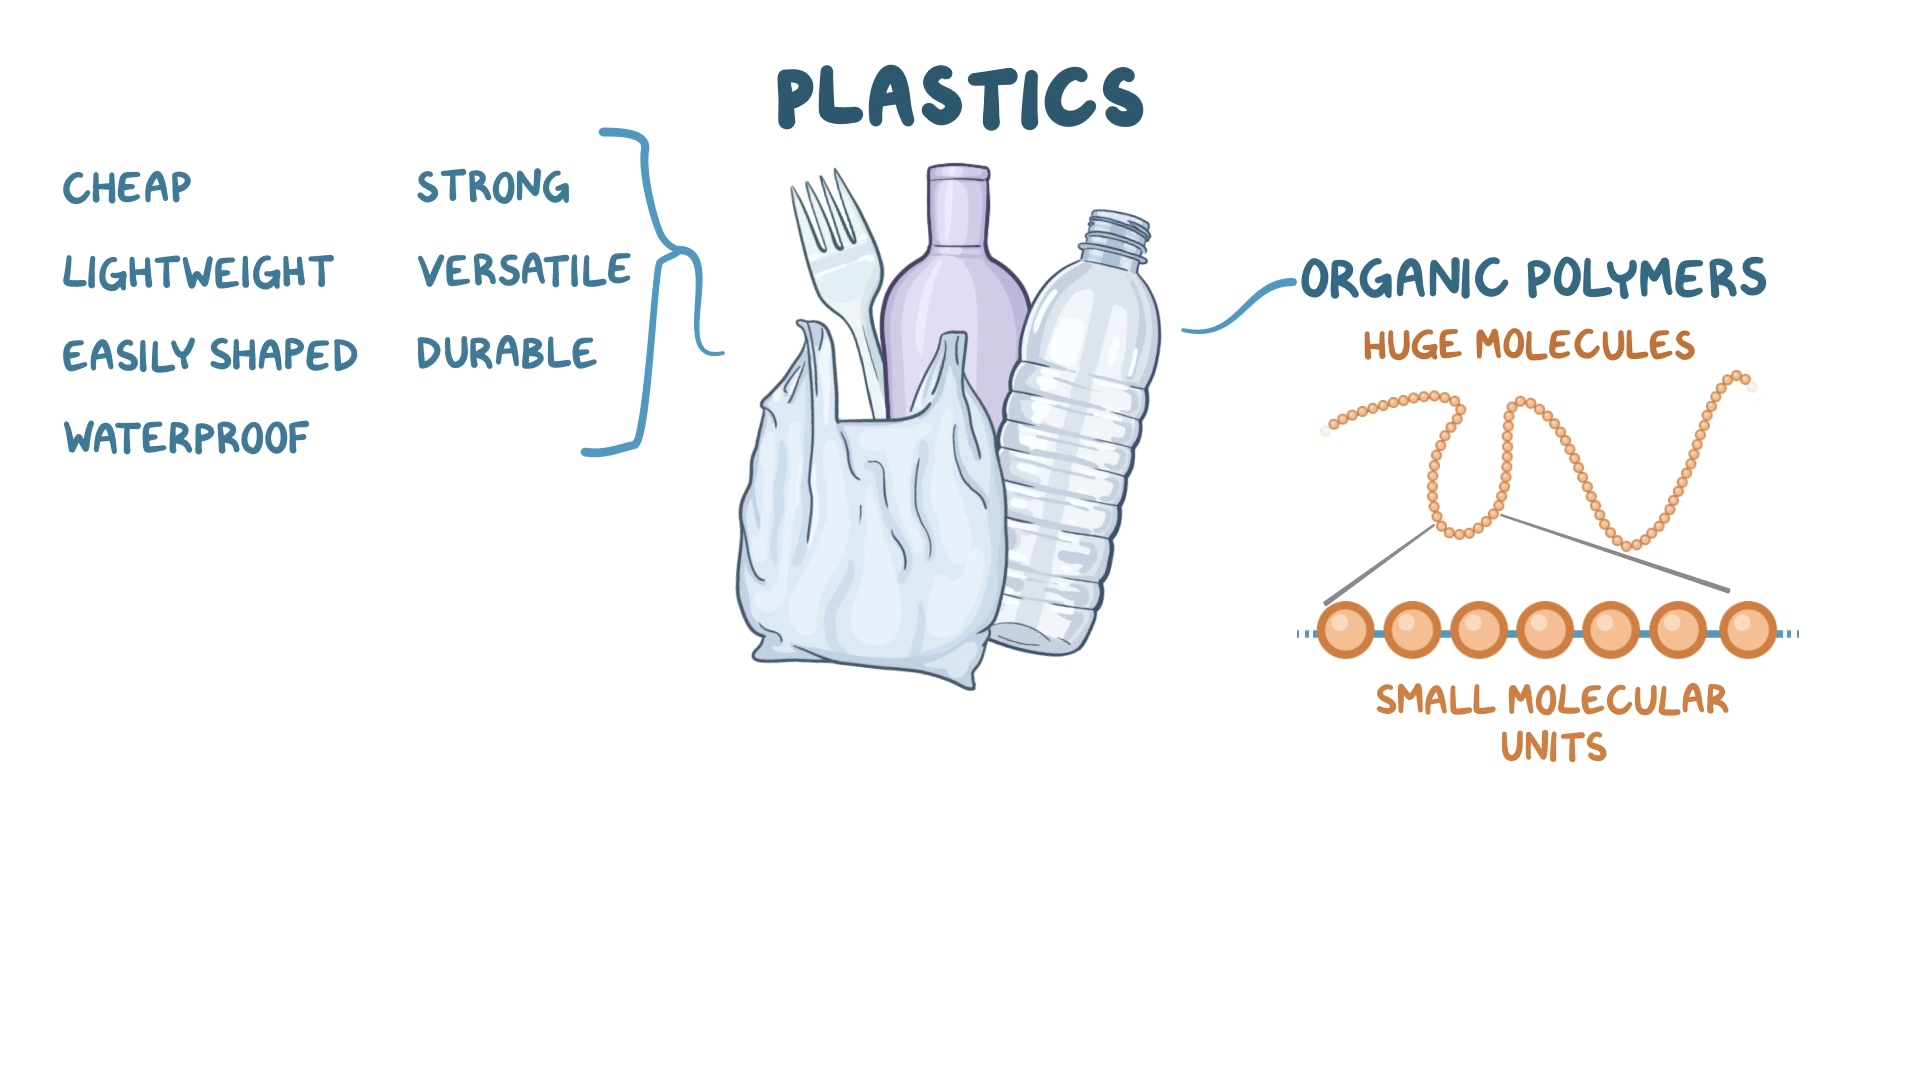 PLASTICS
CHEAP
LIGHTWEIGHT
EASILY SHAPED
WATERPROOF
STRONG
VERSATILE
DURABLE
ORGANIC POLYMERS
HUGE MOLECULES
SMALL MOLECULAR
UNITS